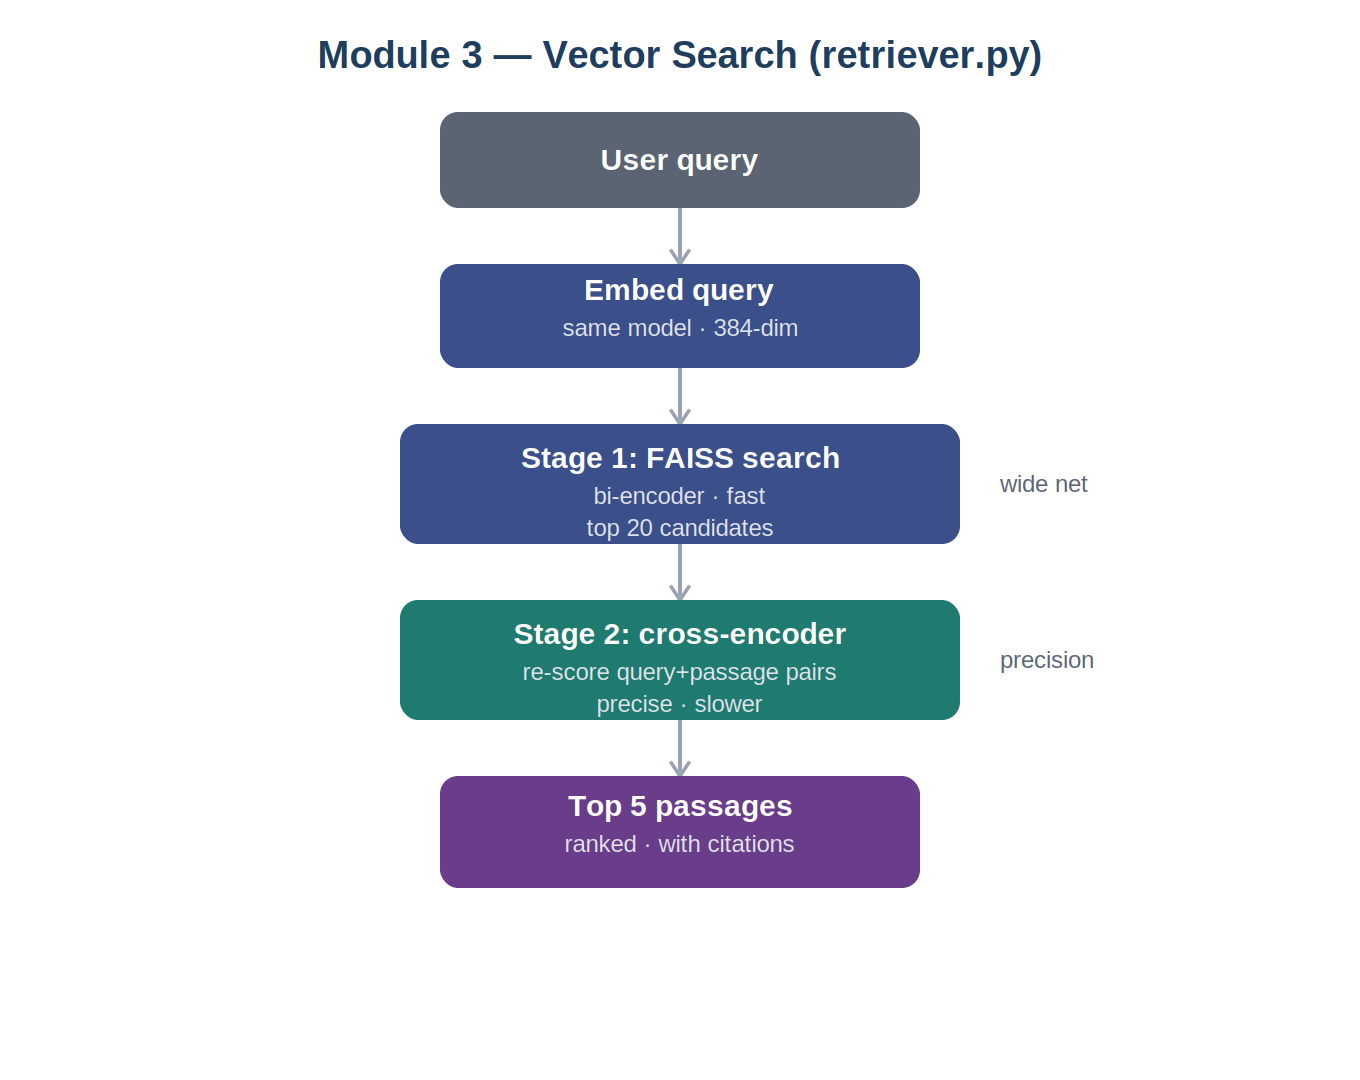 Module 3 — Vector Search (retriever.py)
User query
Embed query
same model · 384-dim
Stage 1: FAISS search
bi-encoder · fast
top 20 candidates
wide net
Stage 2: cross-encoder
re-score query+passage pairs
precise · slower
precision
Top 5 passages
ranked · with citations